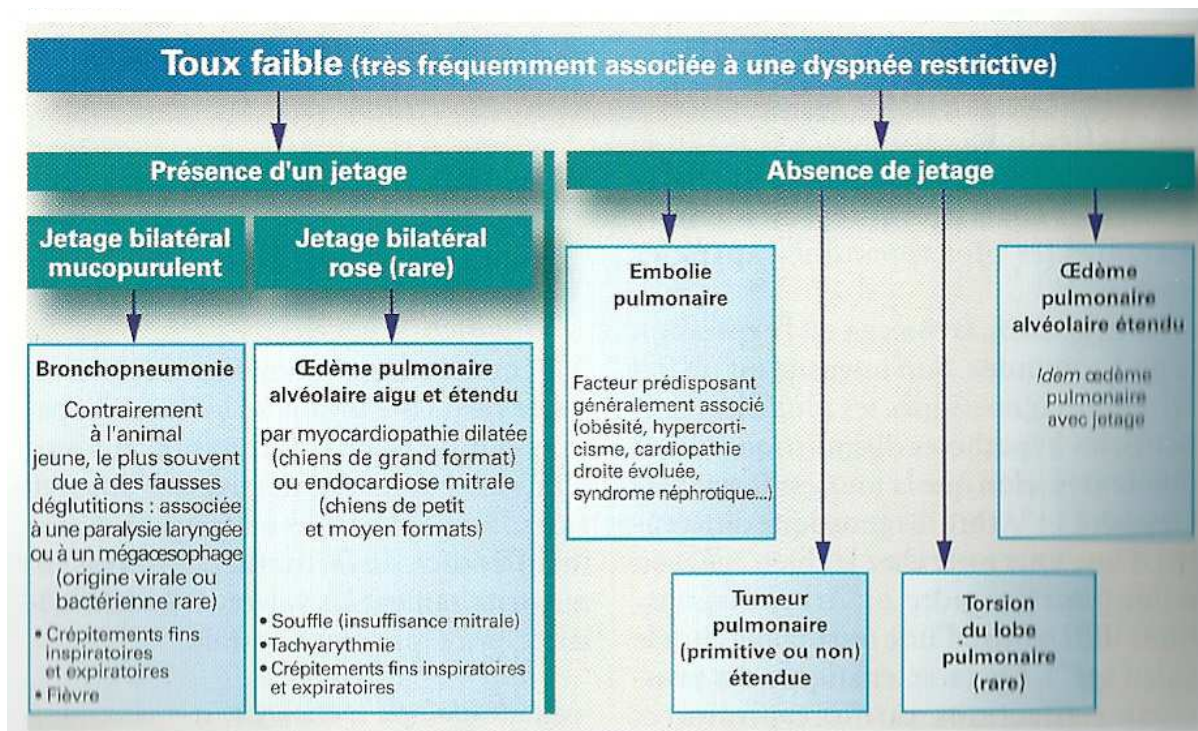 Toux faible (très fréquemment associée à une dyspnée restrictive)
Présence d'un jetage
Jetage bilatéral
mucopurulent
Bronchopneumonie
Contrairement
à l'animal
jeune, le plus souvent
due à des fausses
déglutitions : associée
à une paralysie laryngée
ou à un mégaœsophage
(origine virale ou
bactérienne rare)
• Crépitements fins
inspiratoires
et expiratoires
• Fièvre
Jetage bilatéral
rose (rare)
Œdème pulmonaire
alvéolaire aigu et étendu
par myocardiopathie dilatée
(chiens de grand format)
ou endocardiose mitrale
(chiens de petit
et moyen formats)
• Souffle (insuffisance mitrale)
• Tachyarythmie
• Crépitements fins inspiratoires
et expiratoires
Absence de jetage
Embolie
pulmonaire
Facteur prédisposant
généralement associé
(obésité, hypercorti-
cisme, cardiopathie
droite évoluée,
syndrome néphrotique...)
Tumeur
pulmonaire
(primitive ou non)
étendue
Torsion
du lobe
pulmonaire
(rare)
Œdème
pulmonaire
alvéolaire étendu
Idem œdème
pulmonaire
avec jetage